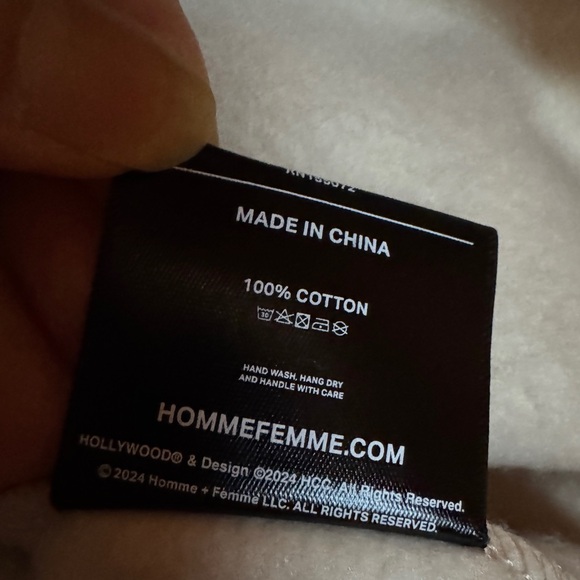 MADE IN CHINA
100% COTTON
30
HAND WASH, HANG DRY
AND HANDLE WITH CARE
HOMMEFEMME.COM
HOLLYWOOD® & Design ©2024 HCC. All Rights Reserved.
©2024 Homme + Femme LLC. ALL RIGHTS RESERVED.